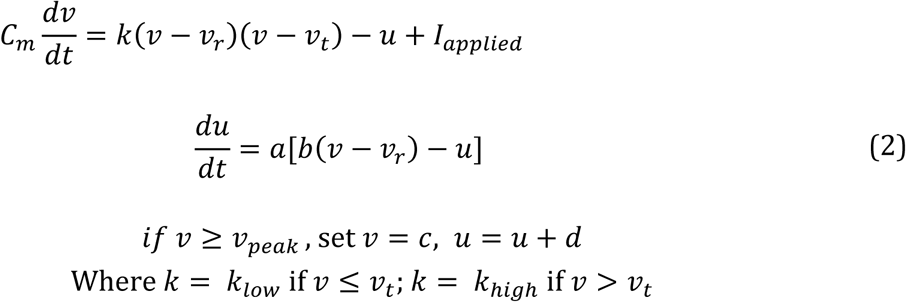 C_m dv/dt = k(v − v_r)(v − v_t) − u + I_applied
du/dt = a[b(v − v_r) − u] (2)
if v ≥ v_peak , set v = c, u = u + d
Where k = k_low if v ≤ v_t; k = k_high if v > v_t